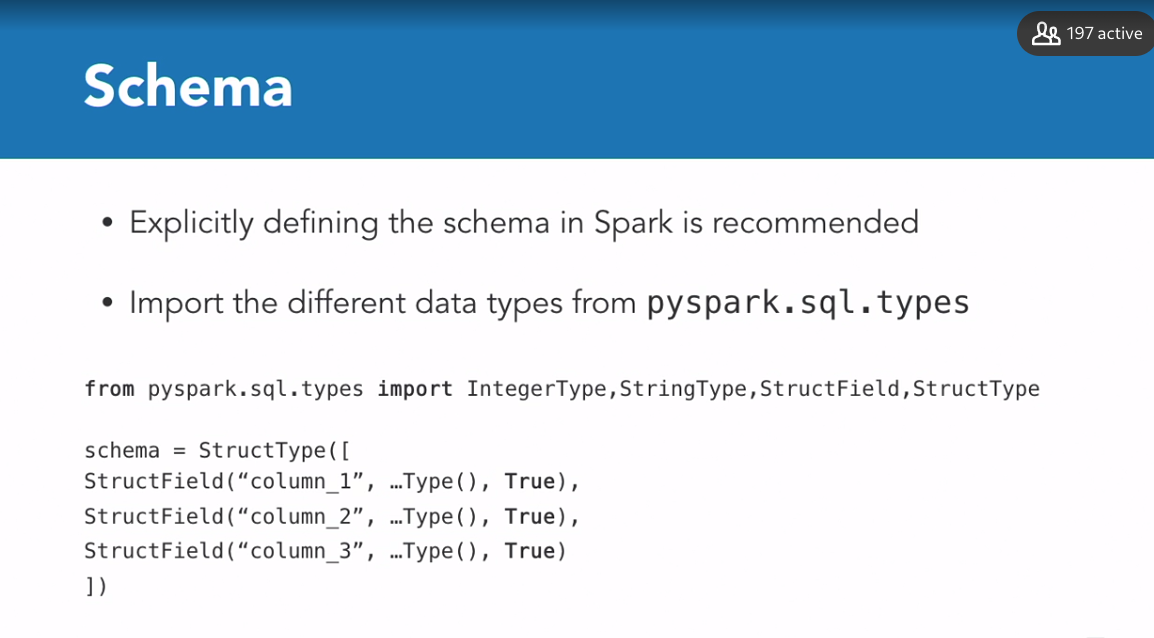 197 active
Schema
• Explicitly defining the schema in Spark is recommended
• Import the different data types from pyspark.sql.types
from pyspark.sql.types import IntegerType,StringType,StructField,StructType
schema = StructType([
StructField(“column_1”, …Type(), True),
StructField(“column_2”, …Type(), True),
StructField(“column_3”, …Type(), True)
])